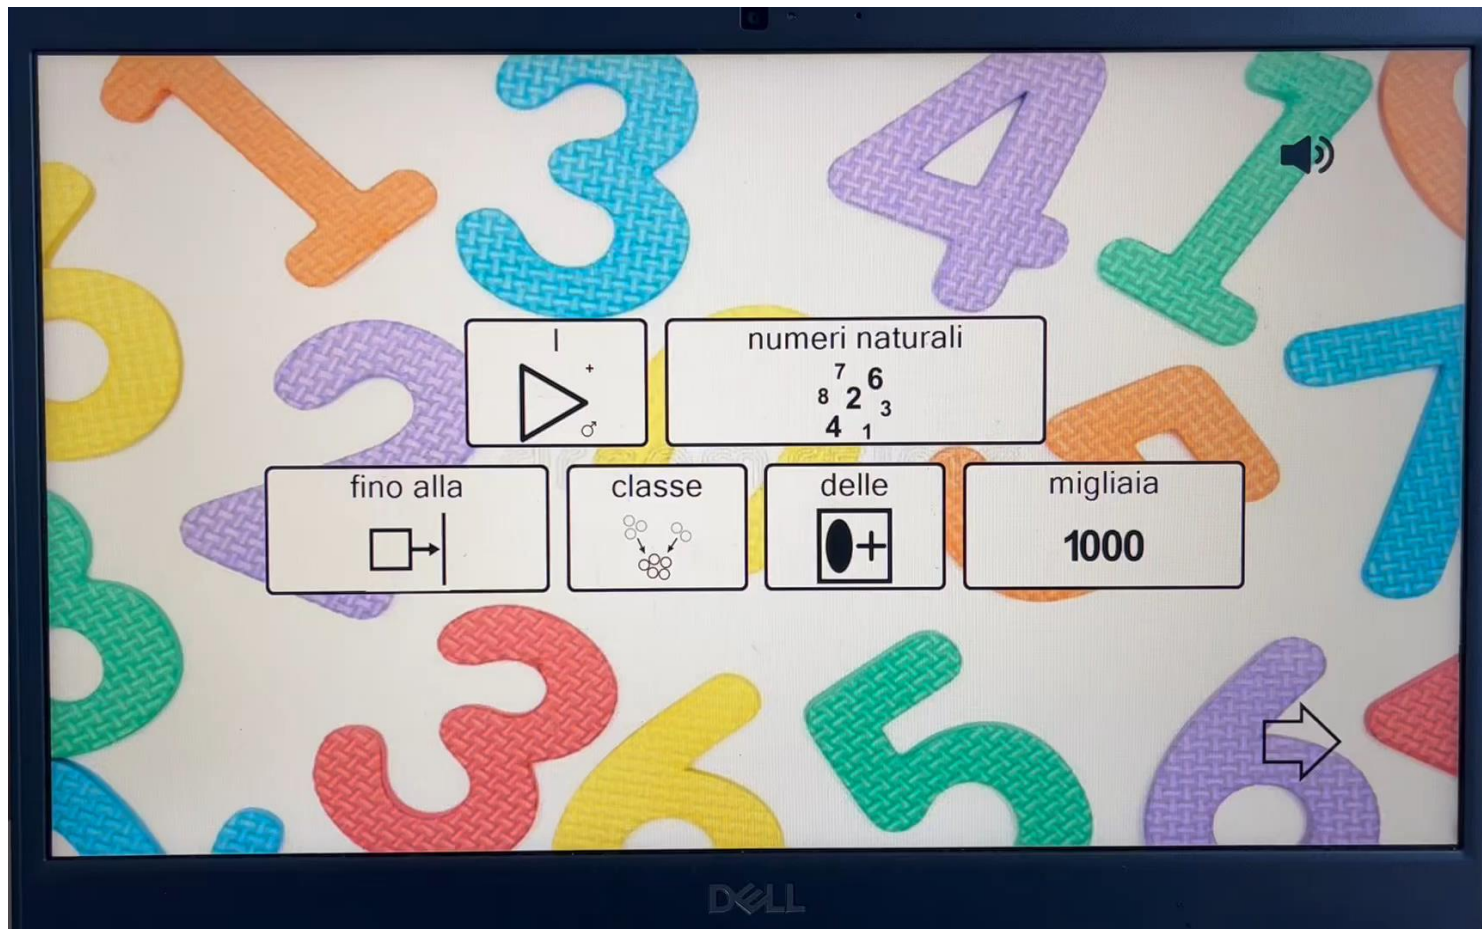 I
numeri naturali
7 6
8 2 3
4 1
fino alla
classe
delle
migliaia
1000
DELL